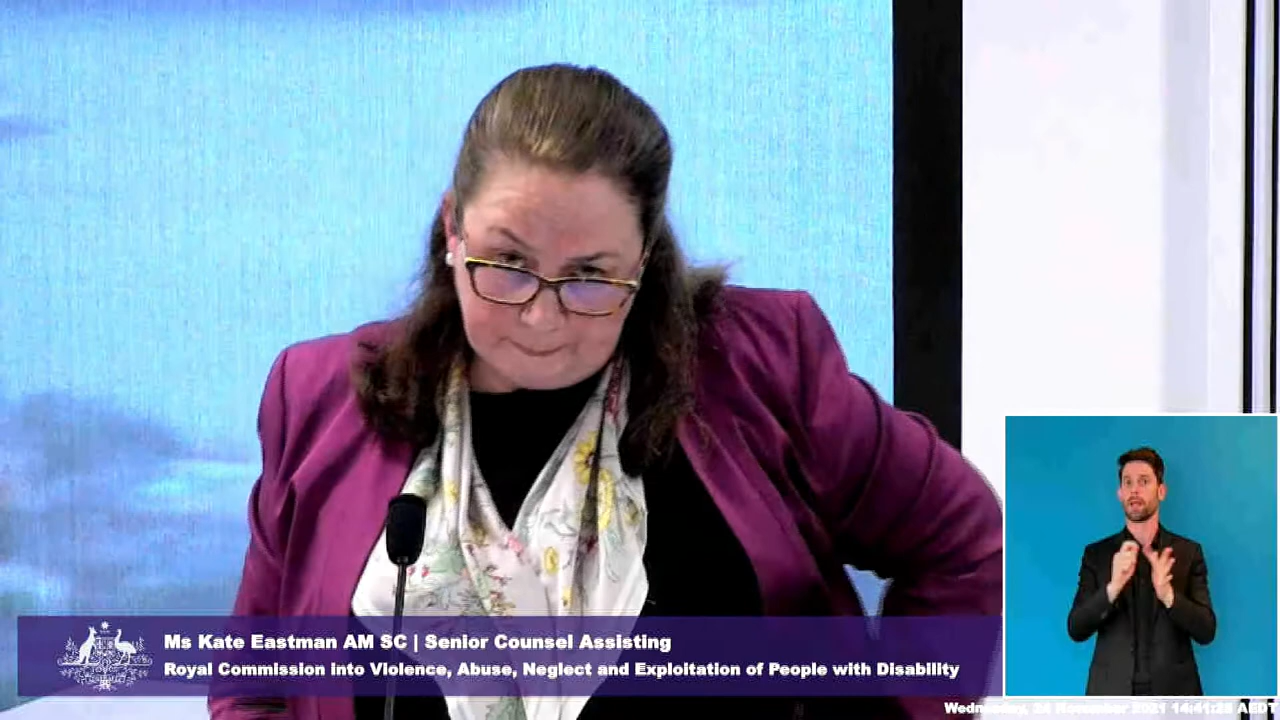 Ms Kate Eastman AM SC | Senior Counsel Assisting
Royal Commission into Violence, Abuse, Neglect and Exploitation of People with Disability
Wednesday, 24 November 2021 14:41:28 AEDT